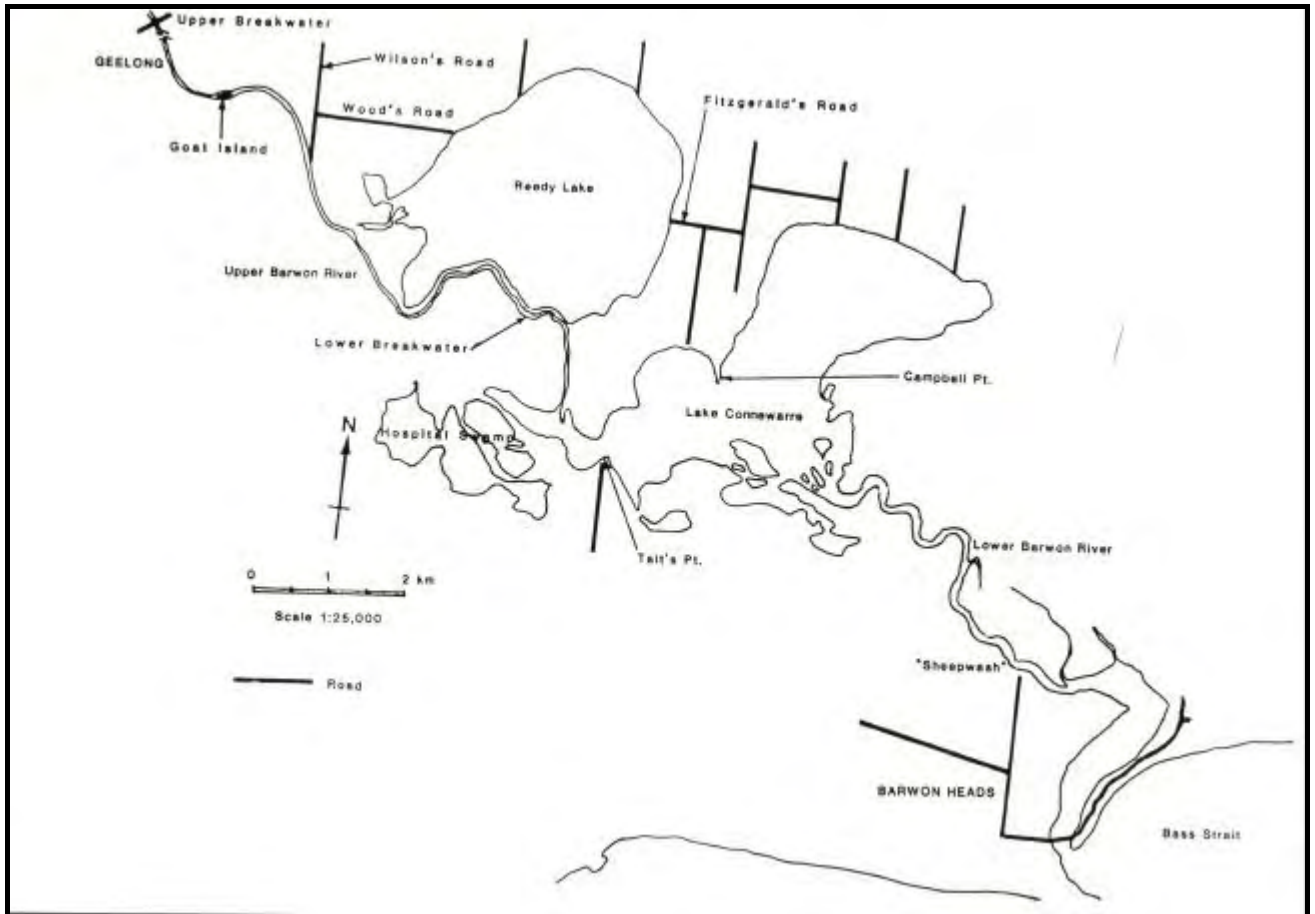 Upper Breakwater
GEELONG
Wilson's Road
Wood's Road
Fitzgerald's Road
Goat Island
Reedy Lake
Upper Barwon River
Lower Breakwater
Campbell Pt.
Lake Connewarre
N
Hospital Swamp
Lower Barwon River
Tait's Pt.
0 1 2 km
Scale 1:25,000
"Sheepwash"
Road
BARWON HEADS
Bass Strait